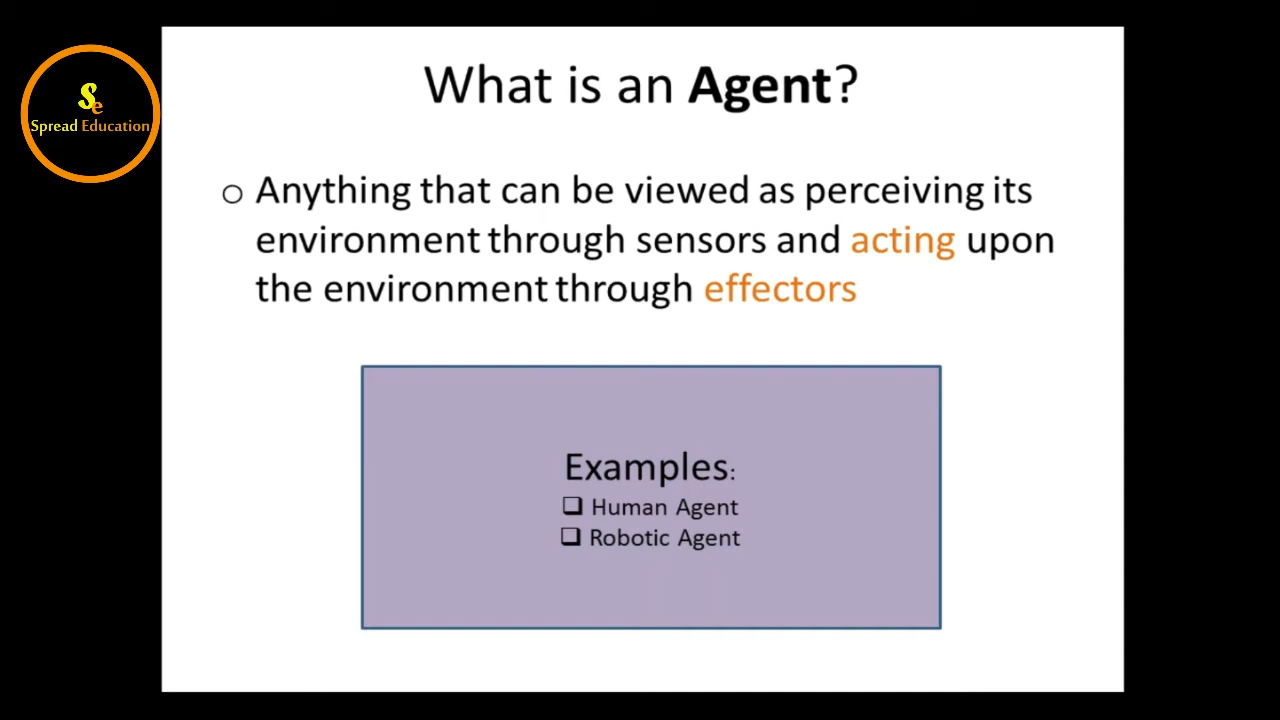 Se
Spread Education
What is an Agent?
o Anything that can be viewed as perceiving its
environment through sensors and acting upon
the environment through effectors
Examples:
❑ Human Agent
❑ Robotic Agent